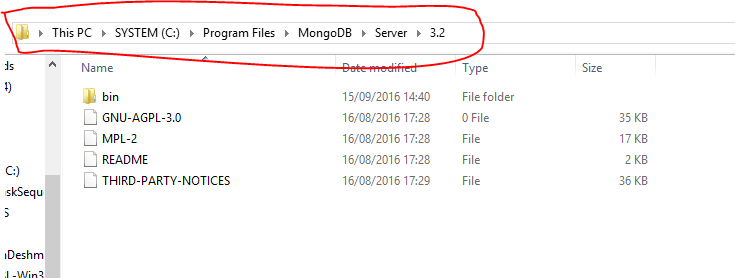 This PC SYSTEM (C:) Program Files MongoDB Server 3.2
Name Date modified Type Size
bin 15/09/2016 14:40 File folder
GNU-AGPL-3.0 16/08/2016 17:28 0 File 35 KB
MPL-2 16/08/2016 17:28 File 17 KB
README 16/08/2016 17:28 File 2 KB
THIRD-PARTY-NOTICES 16/08/2016 17:29 File 36 KB
ds
4)
C:)
askSeque
S
aDeshm
SL-Win3